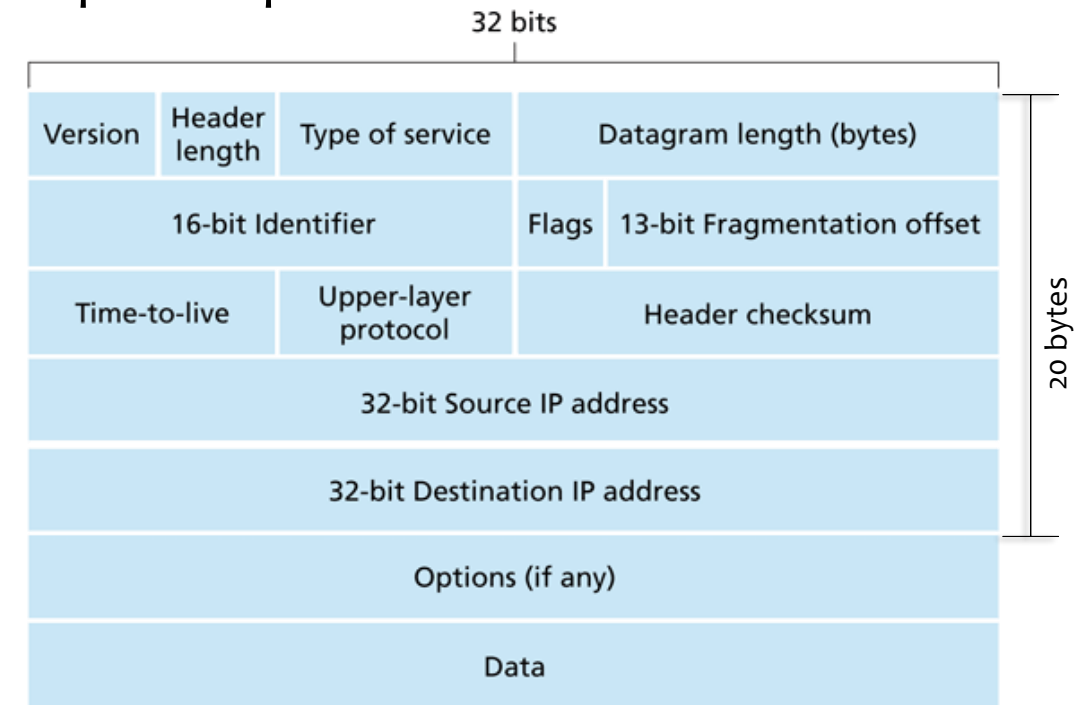 32 bits
Version
Header
length
Type of service
Datagram length (bytes)
16-bit Identifier
Flags
13-bit Fragmentation offset
Time-to-live
Upper-layer
protocol
Header checksum
32-bit Source IP address
32-bit Destination IP address
Options (if any)
Data
20 bytes